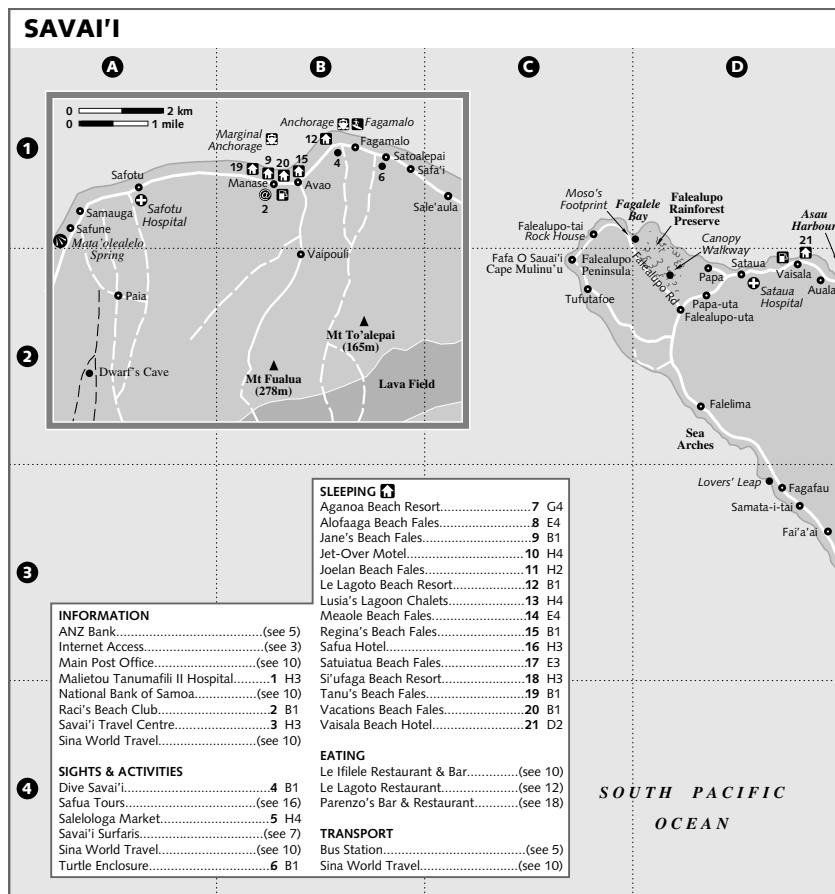 SAVAI'I
A
B
C
D
1
2
3
4
0 2 km
0 1 mile
Marginal
Anchorage
Anchorage
Fagamalo
12
Fagamalo
4
Satoalepai
6
Safa'i
Sale'aula
19
9
20
15
Manase
Avao
@
2
Safotu
Safotu
Hospital
Samauga
Safune
Mata'olealelo
Spring
Vaipouli
Paia
Dwarf's Cave
Mt To'alepai
(165m)
Mt Fualua
(278m)
Lava Field
Moso's
Footprint
Fagalele
Bay
Falealupo
Rainforest
Preserve
Canopy
Walkway
Asau
Harbour
21
Falealupo-tai
Rock House
Fafa O Sauai'i
Cape Mulinu'u
Falealupo
Peninsula
Falealupo Rd
Tufutafoe
Papa
Sataua
Vaisala
Auala
Sataua
Hospital
Papa-uta
Falealupo-uta
Falelima
Sea
Arches
Lovers' Leap
Fagafau
Samata-i-tai
Fai'a'ai
INFORMATION
ANZ Bank............(see 5)
Internet Access............(see 3)
Main Post Office............(see 10)
Malietou Tanumafili II Hospital............1 H3
National Bank of Samoa............(see 10)
Raci's Beach Club............2 B1
Savai'i Travel Centre............3 H3
Sina World Travel............(see 10)
SIGHTS & ACTIVITIES
Dive Savai'i............4 B1
Safua Tours............(see 16)
Salelologa Market............5 H4
Savai'i Surfaris............(see 7)
Sina World Travel............(see 10)
Turtle Enclosure............6 B1
SLEEPING
Aganoa Beach Resort............7 G4
Alofaaga Beach Fales............8 E4
Jane's Beach Fales............9 B1
Jet-Over Motel............10 H4
Joelan Beach Fales............11 H2
Le Lagoto Beach Resort............12 B1
Lusia's Lagoon Chalets............13 H4
Meaole Beach Fales............14 E4
Regina's Beach Fales............15 B1
Safua Hotel............16 H3
Satuiatua Beach Fales............17 E3
Si'ufaga Beach Resort............18 H3
Tanu's Beach Fales............19 B1
Vacations Beach Fales............20 B1
Vaisala Beach Hotel............21 D2
EATING
Le Ifilele Restaurant & Bar............(see 10)
Le Lagoto Restaurant............(see 12)
Parenzo's Bar & Restaurant............(see 18)
TRANSPORT
Bus Station............(see 5)
Sina World Travel............(see 10)
SOUTH PACIFIC
OCEAN